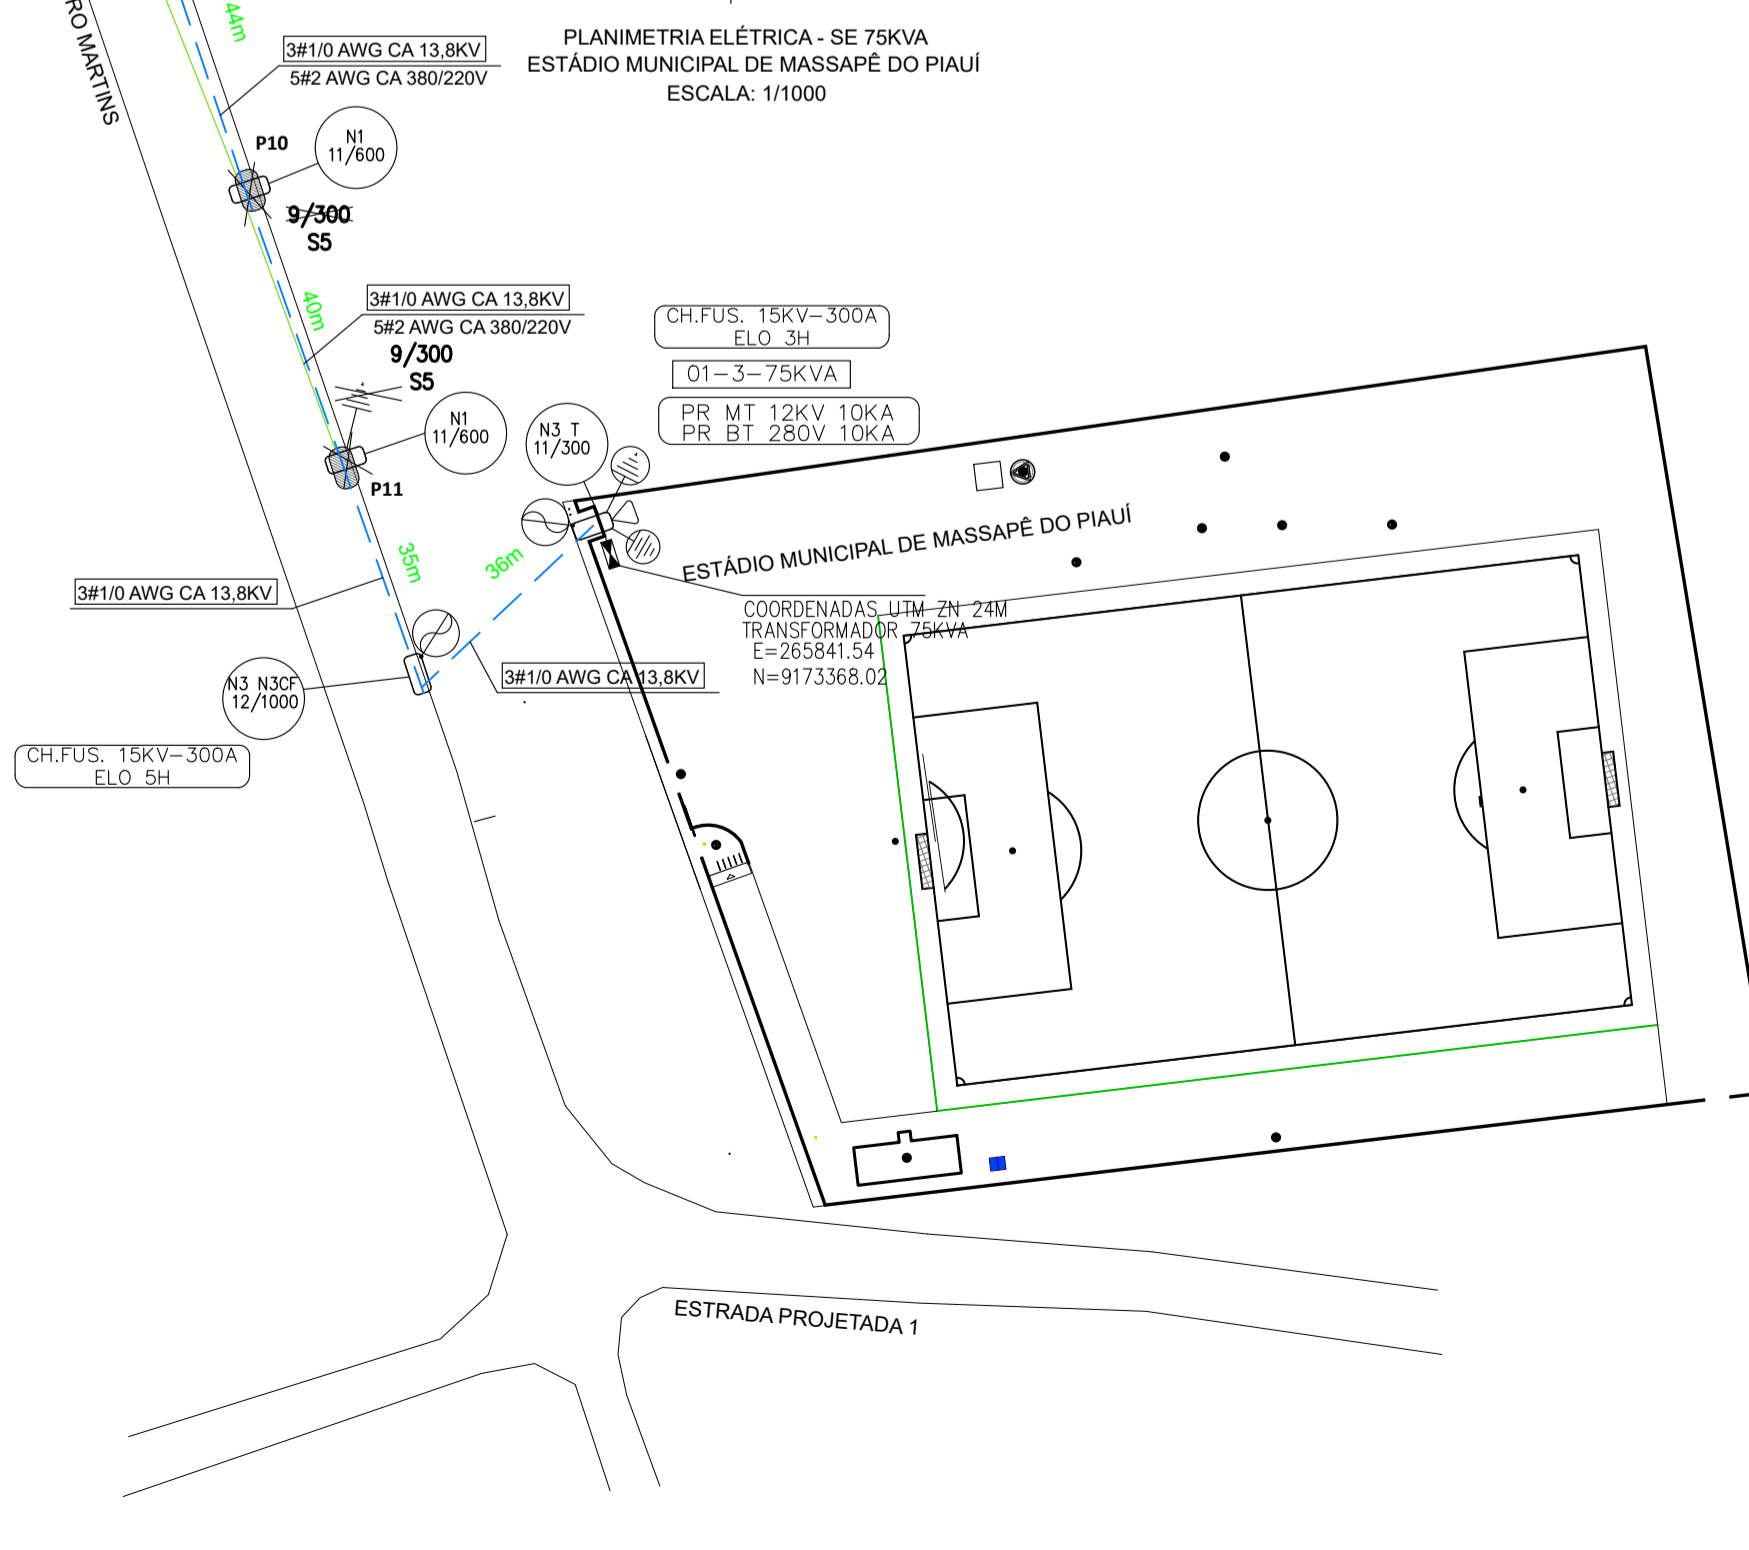 RO MARTINS
44m
PLANIMETRIA ELÉTRICA - SE 75KVA
ESTÁDIO MUNICIPAL DE MASSAPÊ DO PIAUÍ
ESCALA: 1/1000
3#1/0 AWG CA 13,8KV
5#2 AWG CA 380/220V
P10
N1
11/600
9/300
S5
40m
3#1/0 AWG CA 13,8KV
5#2 AWG CA 380/220V
9/300
S5
N1
11/600
P11
CH.FUS. 15KV-300A
ELO 3H
01-3-75KVA
PR MT 12KV 10KA
PR BT 280V 10KA
N3 T
11/300
35m
36m
ESTÁDIO MUNICIPAL DE MASSAPÊ DO PIAUÍ
3#1/0 AWG CA 13,8KV
COORDENADAS UTM ZN 24M
TRANSFORMADOR 75KVA
E=265841.54
N=9173368.02
3#1/0 AWG CA 13,8KV
N3 N3CF
12/1000
CH.FUS. 15KV-300A
ELO 5H
ESTRADA PROJETADA 1